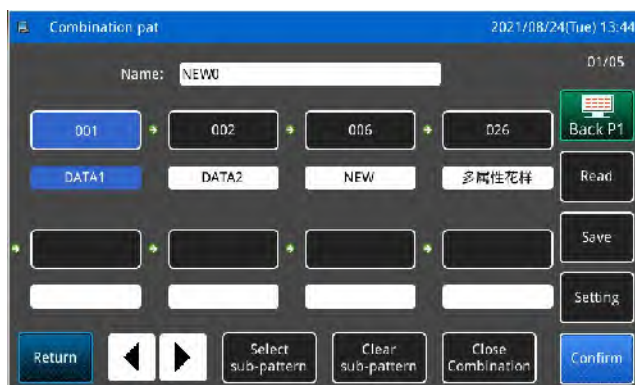 Combination pat
2021/08/24(Tue) 13:44
Name: NEW0
01/05
001
002
006
026
Back P1
DATA1
DATA2
NEW
多属性花样
Read
Save
Setting
Return
Select sub-pattern
Clear sub-pattern
Close Combination
Confirm